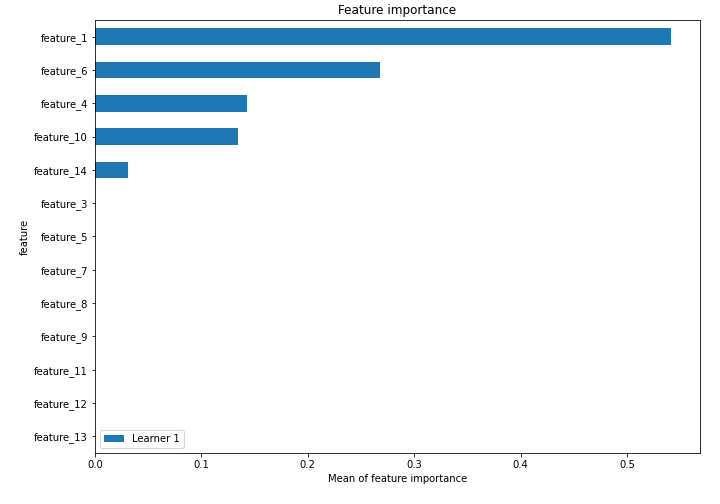 Feature importance
feature_1
feature_6
feature_4
feature_10
feature_14
feature_3
feature_5
feature_7
feature_8
feature_9
feature_11
feature_12
feature_13
feature
Learner 1
0.0 0.1 0.2 0.3 0.4 0.5
Mean of feature importance